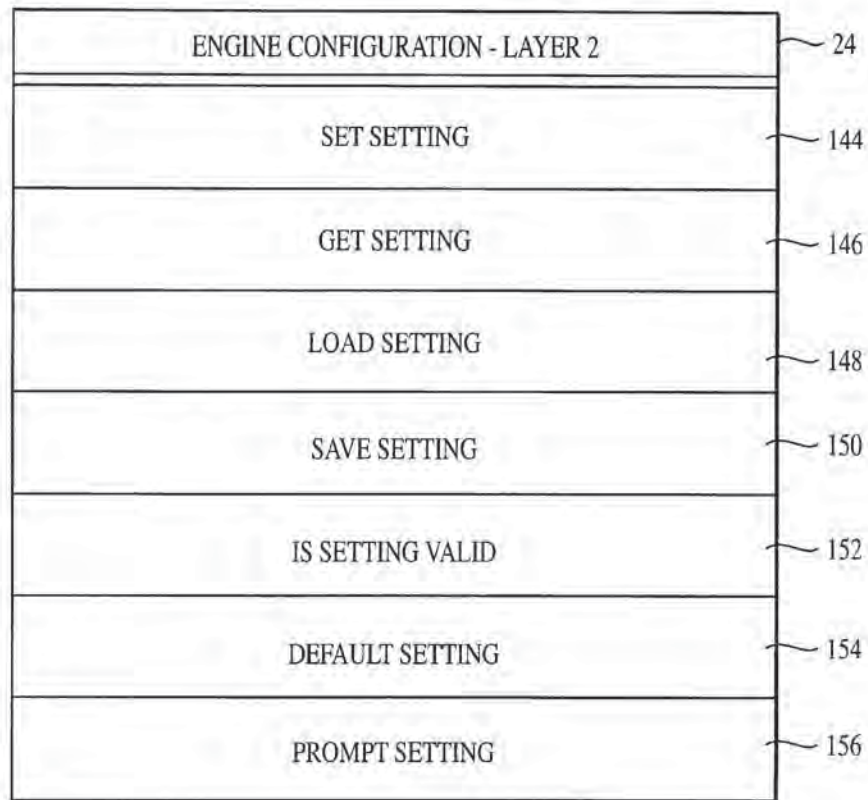 ENGINE CONFIGURATION - LAYER 2 24
SET SETTING 144
GET SETTING 146
LOAD SETTING 148
SAVE SETTING 150
IS SETTING VALID 152
DEFAULT SETTING 154
PROMPT SETTING 156